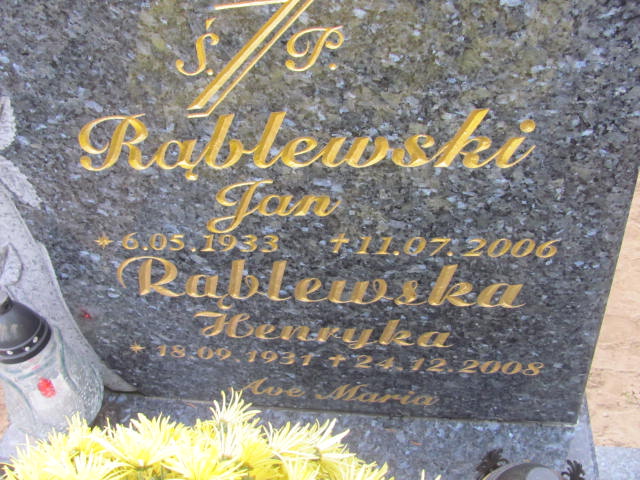 Ś. P.
Rąblewski
Jan
* 6.05.1933 + 11.07.2006
Rąblewska
Henryka
* 18.09.1931 + 24.12.2008
Ave Maria